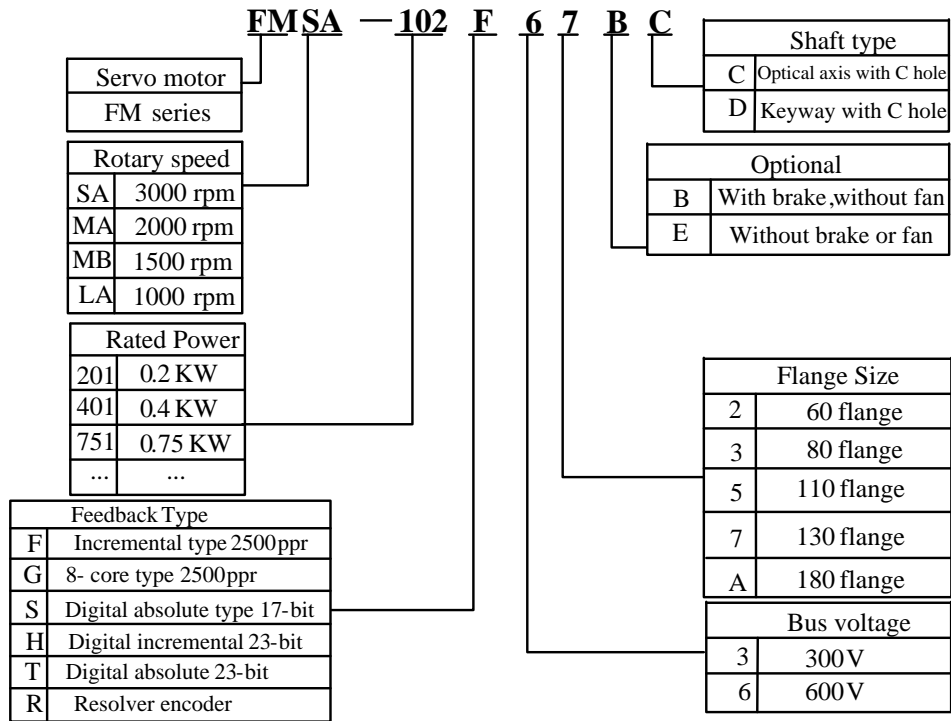 FMSA — 102 F 6 7 B C
Servo motor
FM series
Rotary speed
SA 3000 rpm
MA 2000 rpm
MB 1500 rpm
LA 1000 rpm
Rated Power
201 0.2 KW
401 0.4 KW
751 0.75 KW
... ...
Feedback Type
F Incremental type 2500ppr
G 8- core type 2500ppr
S Digital absolute type 17-bit
H Digital incremental 23-bit
T Digital absolute 23-bit
R Resolver encoder
Shaft type
C Optical axis with C hole
D Keyway with C hole
Optional
B With brake,without fan
E Without brake or fan
Flange Size
2 60 flange
3 80 flange
5 110 flange
7 130 flange
A 180 flange
Bus voltage
3 300V
6 600V